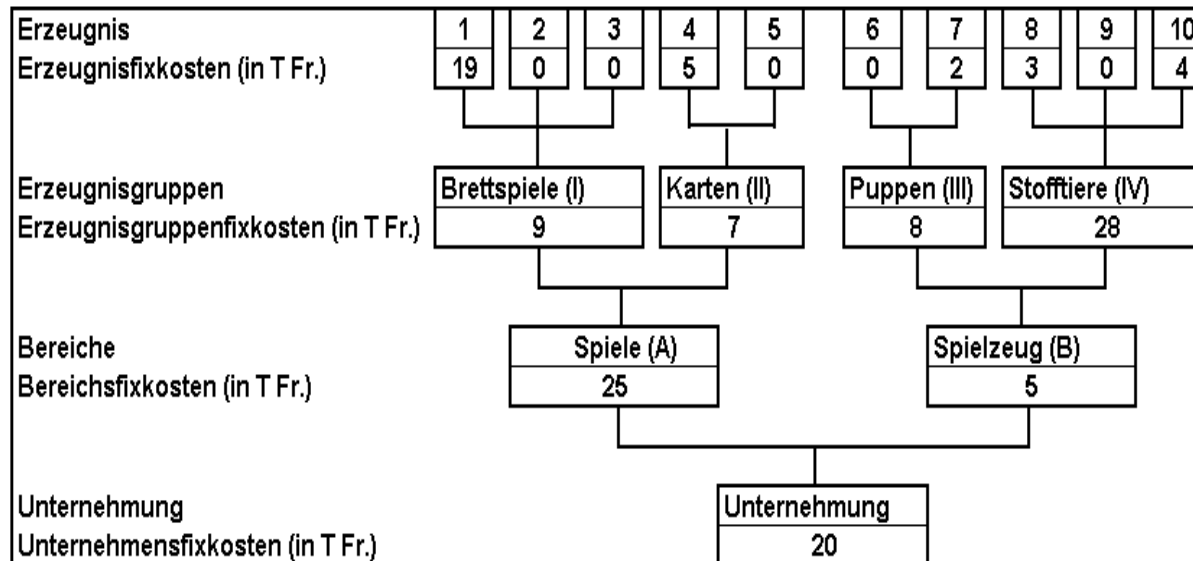 Erzeugnis 1 2 3 4 5 6 7 8 9 10
Erzeugnisfixkosten (in T Fr.) 19 0 0 5 0 0 2 3 0 4
Erzeugnisgruppen Brettspiele (I) Karten (II) Puppen (III) Stofftiere (IV)
Erzeugnisgruppenfixkosten (in T Fr.) 9 7 8 28
Bereiche Spiele (A) Spielzeug (B)
Bereichsfixkosten (in T Fr.) 25 5
Unternehmung Unternehmung
Unternehmensfixkosten (in T Fr.) 20